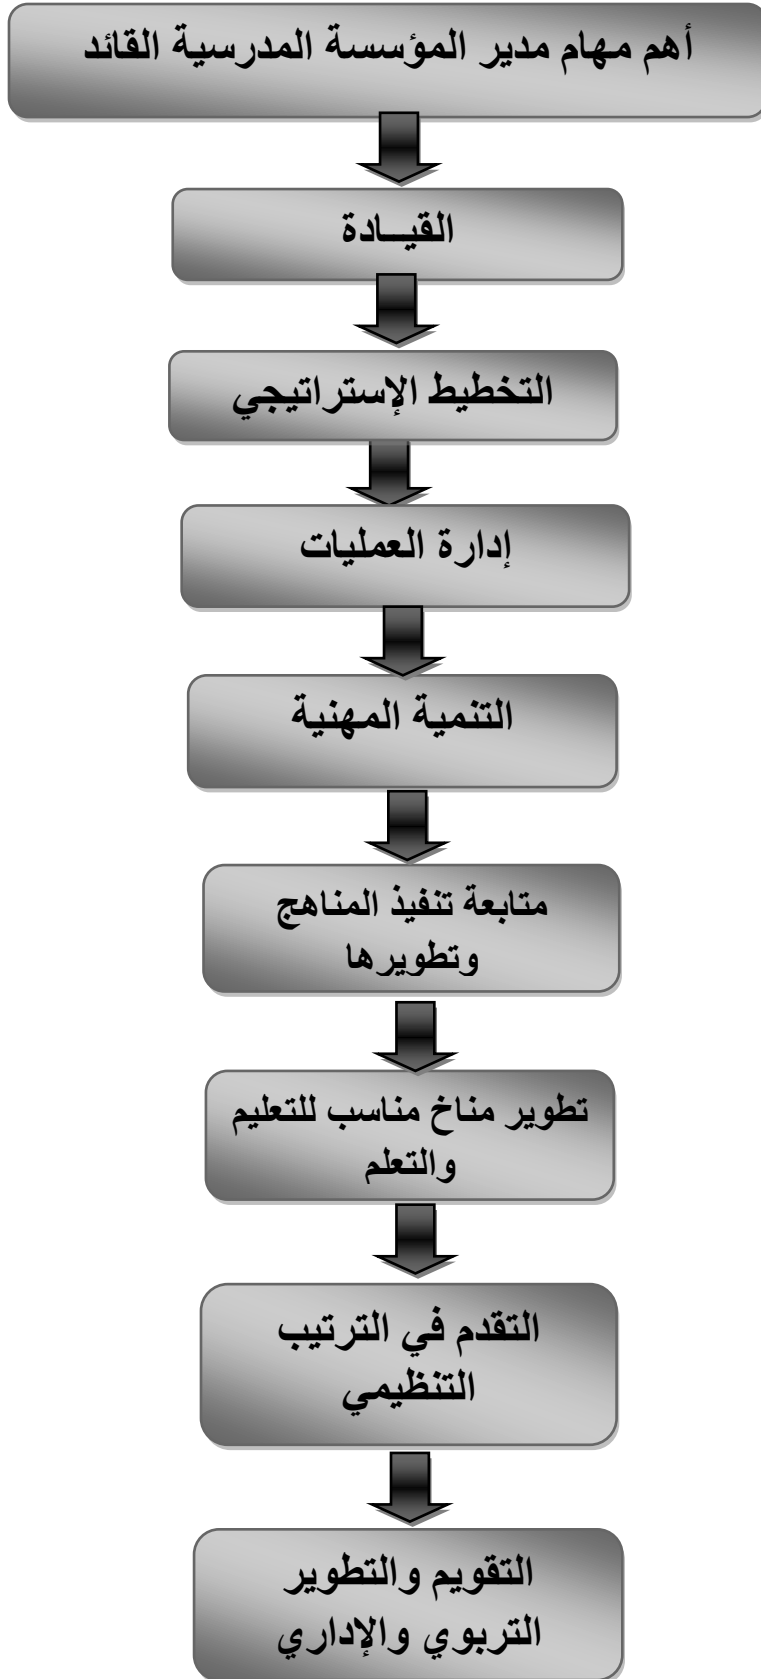 أهم مهام مدير المؤسسة المدرسية القائد
القيــادة
التخطيط الإستراتيجي
إدارة العمليات
التنمية المهنية
متابعة تنفيذ المناهج
وتطويرها
تطوير مناخ مناسب للتعليم
والتعلم
التقدم في الترتيب
التنظيمي
التقويم والتطوير
التربوي والإداري